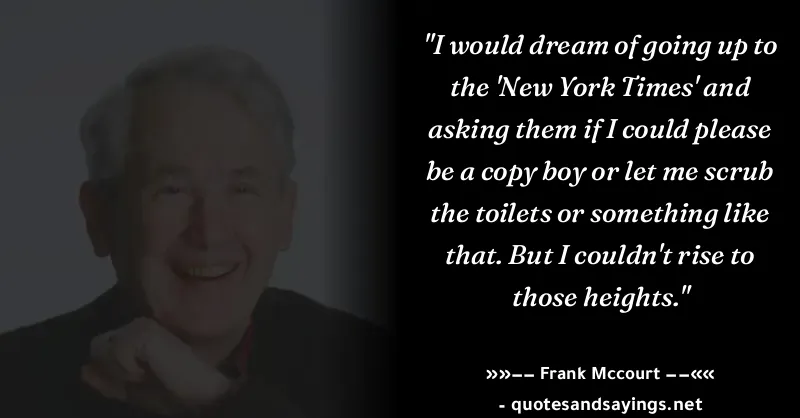 "I would dream of going up to
the 'New York Times' and
asking them if I could please
be a copy boy or let me scrub
the toilets or something like
that. But I couldn't rise to
those heights."
»»−− Frank Mccourt −−««
- quotesandsayings.net